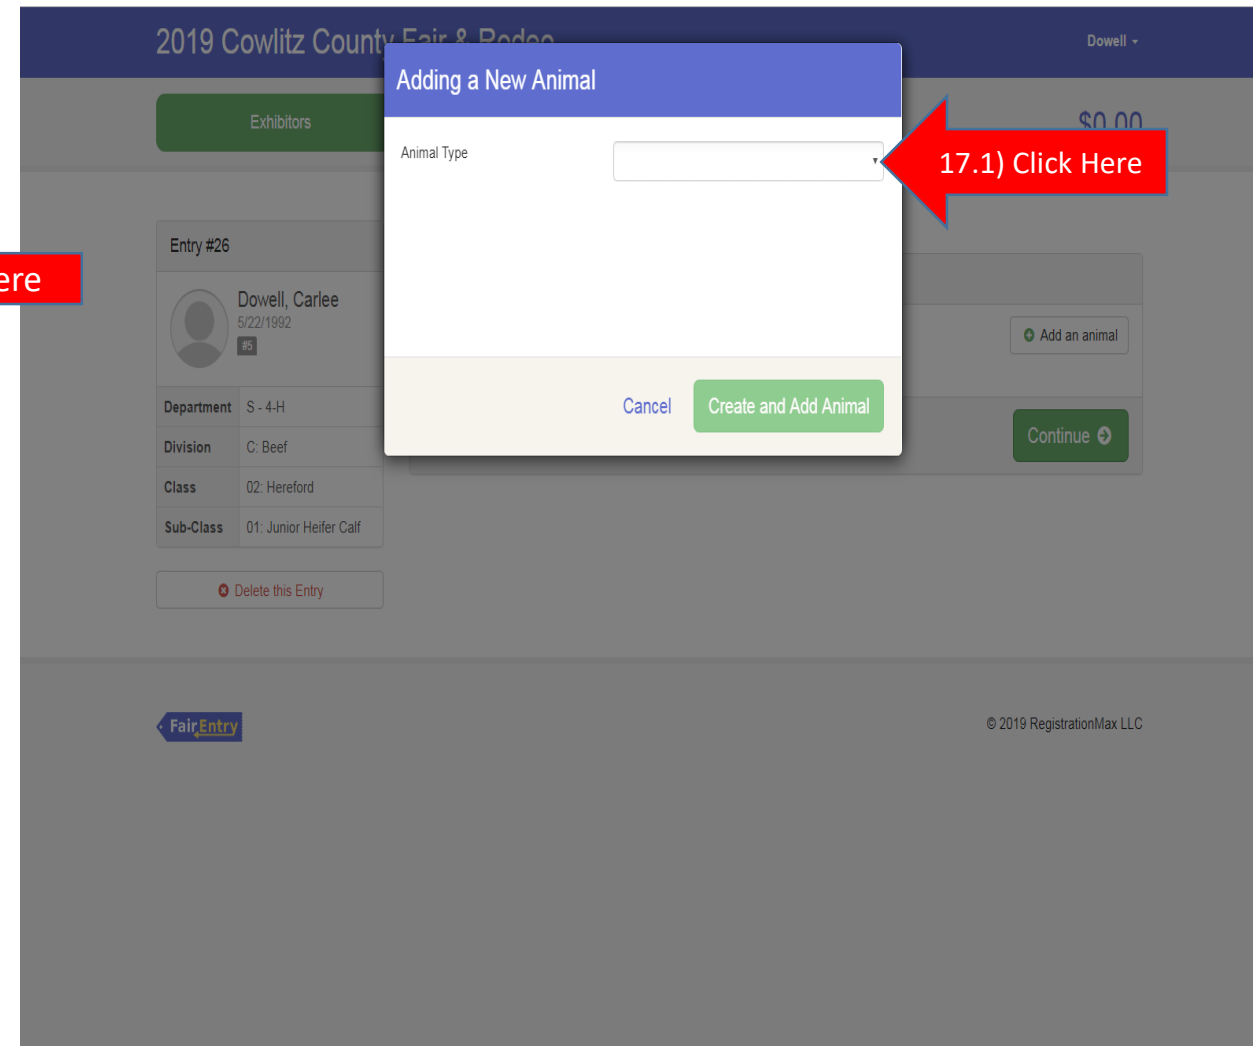 2019 Cowlitz County Fair & Rodeo
Dowell
Adding a New Animal
Exhibitors
$0.00
Animal Type
17.1) Click Here
Entry #26
ere
Dowell, Carlee
5/22/1992
#5
Add an animal
Department S - 4-H
Cancel
Create and Add Animal
Continue
Division C: Beef
Class 02: Hereford
Sub-Class 01: Junior Heifer Calf
Delete this Entry
FairEntry
© 2019 RegistrationMax LLC